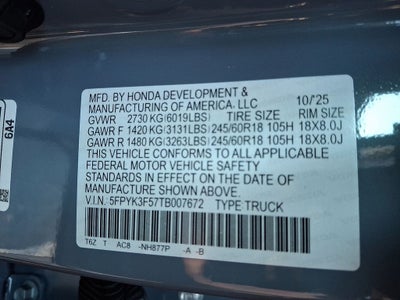 MFD. BY HONDA DEVELOPMENT &
MANUFACTURING OF AMERICA, LLC 10/'25
GVWR 2730 KG (6019LBS) TIRE SIZE RIM SIZE
GAWR F 1420 KG (3131LBS) 245/60R18 105H 18X8.0J
GAWR R 1480 KG (3263LBS) 245/60R18 105H 18X8.0J
THIS VEHICLE CONFORMS TO ALL APPLICABLE
FEDERAL MOTOR VEHICLE SAFETY
STANDARDS IN EFFECT ON THE DATE OF
MANUFACTURE SHOWN ABOVE.
V.I.N. 5FPYK3F57TB007672 TYPE TRUCK
T6Z T AC8 -NH877P -A -B
6A4